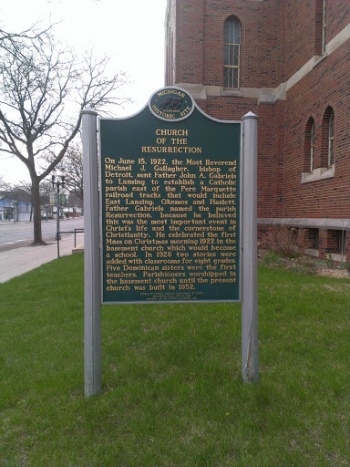 MICHIGAN
HISTORIC SITE
CHURCH
OF THE
RESURRECTION
On June 15, 1922, the Most Reverend
Michael J. Gallagher, bishop of
Detroit, sent Father John A. Gabriels
to Lansing to establish a Catholic
parish east of the Pere Marquette
railroad tracks that would include
East Lansing, Okemos and Haslett.
Father Gabriels named the parish
Resurrection, because he believed
this was the most important event in
Christ's life and the cornerstone of
Christianity. He celebrated the first
Mass on Christmas morning 1922 in the
basement church which would become
a school. In 1926 two stories were
added with classrooms for eight grades.
Five Dominican sisters were the first
teachers. Parishioners worshipped in
the basement church until the present
church was built in 1952.